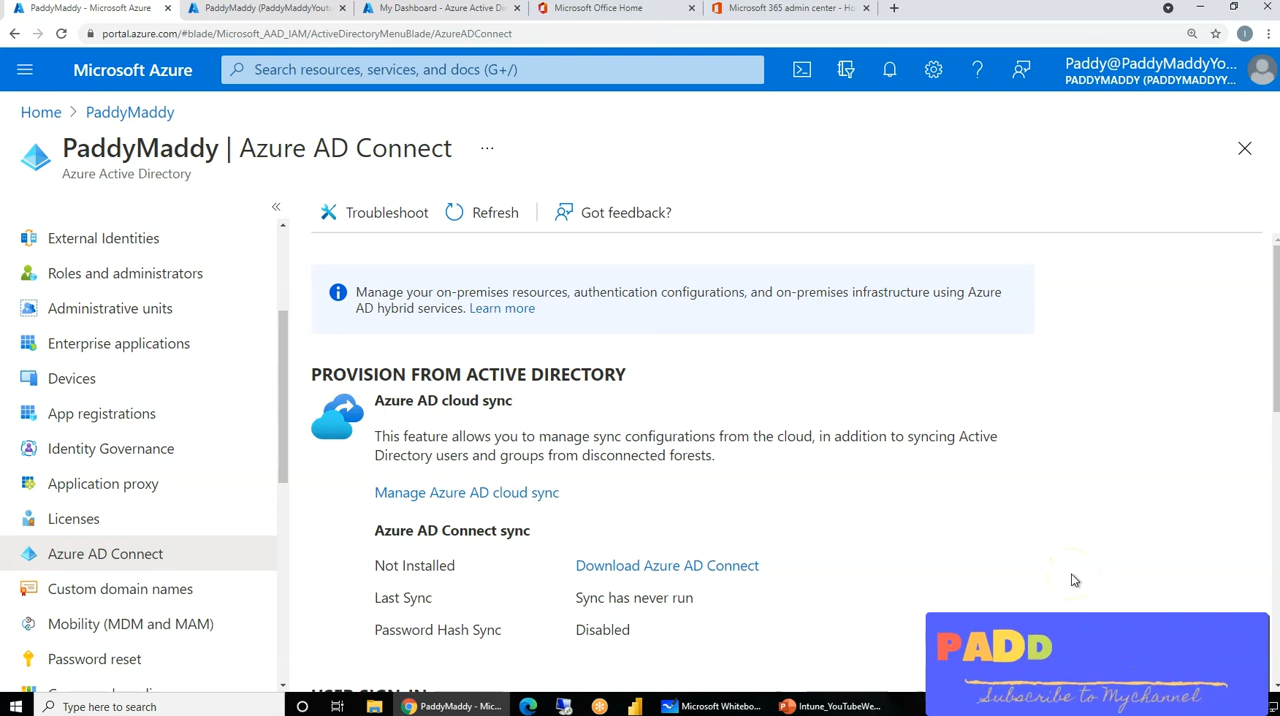 PaddyMaddy - Microsoft Azure
PaddyMaddy (PaddyMaddyYoutub
My Dashboard - Azure Active Dire
Microsoft Office Home
Microsoft 365 admin center - Ho
portal.azure.com/#blade/Microsoft_AAD_IAM/ActiveDirectoryMenuBlade/AzureADConnect
Microsoft Azure
Search resources, services, and docs (G+/)
Paddy@PaddyMaddyYo...
PADDYMADDY (PADDYMADDYY...
Home > PaddyMaddy
PaddyMaddy | Azure AD Connect ...
Azure Active Directory
External Identities
Roles and administrators
Administrative units
Enterprise applications
Devices
App registrations
Identity Governance
Application proxy
Licenses
Azure AD Connect
Custom domain names
Mobility (MDM and MAM)
Password reset
Troubleshoot
Refresh
Got feedback?
Manage your on-premises resources, authentication configurations, and on-premises infrastructure using Azure
AD hybrid services. Learn more
PROVISION FROM ACTIVE DIRECTORY
Azure AD cloud sync
This feature allows you to manage sync configurations from the cloud, in addition to syncing Active
Directory users and groups from disconnected forests.
Manage Azure AD cloud sync
Azure AD Connect sync
Not Installed Download Azure AD Connect
Last Sync Sync has never run
Password Hash Sync Disabled
PADD
Subscribe to Mychannel
Type here to search
PaddyMaddy - Mic...
Microsoft Whitebo...
Intune_YouTubeWe...